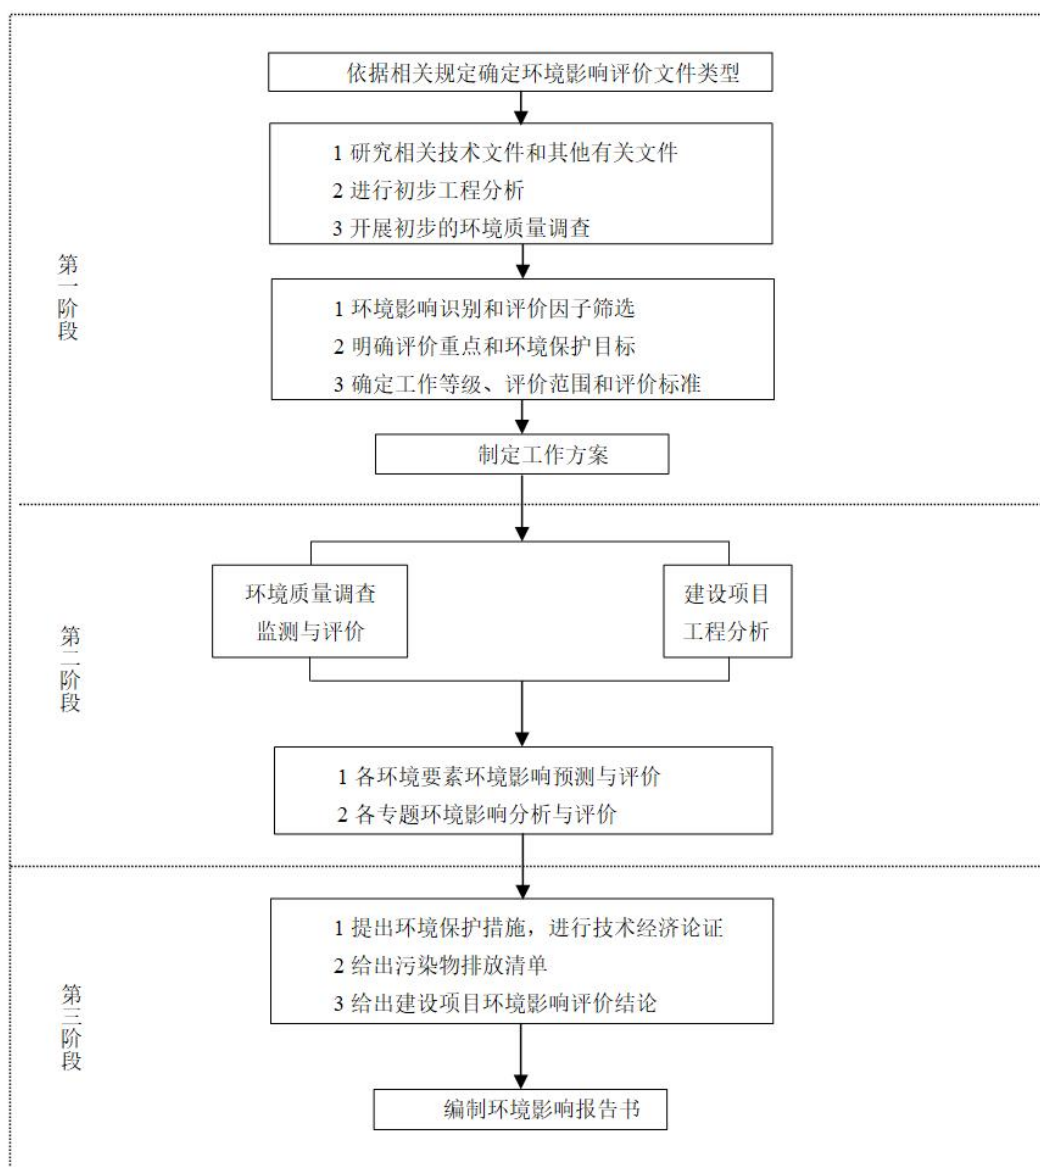 依据相关规定确定环境影响评价文件类型
1 研究相关技术文件和其他有关文件
2 进行初步工程分析
3 开展初步的环境质量调查
第一阶段
1 环境影响识别和评价因子筛选
2 明确评价重点和环境保护目标
3 确定工作等级、评价范围和评价标准
制定工作方案
第二阶段
环境质量调查
监测与评价
建设项目
工程分析
1 各环境要素环境影响预测与评价
2 各专题环境影响分析与评价
第三阶段
1 提出环境保护措施，进行技术经济论证
2 给出污染物排放清单
3 给出建设项目环境影响评价结论
编制环境影响报告书